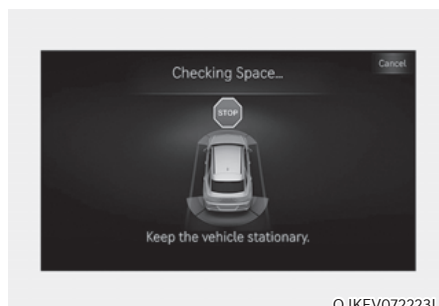 Cancel
Checking Space...
STOP
Keep the vehicle stationary.
OJKEV072223L